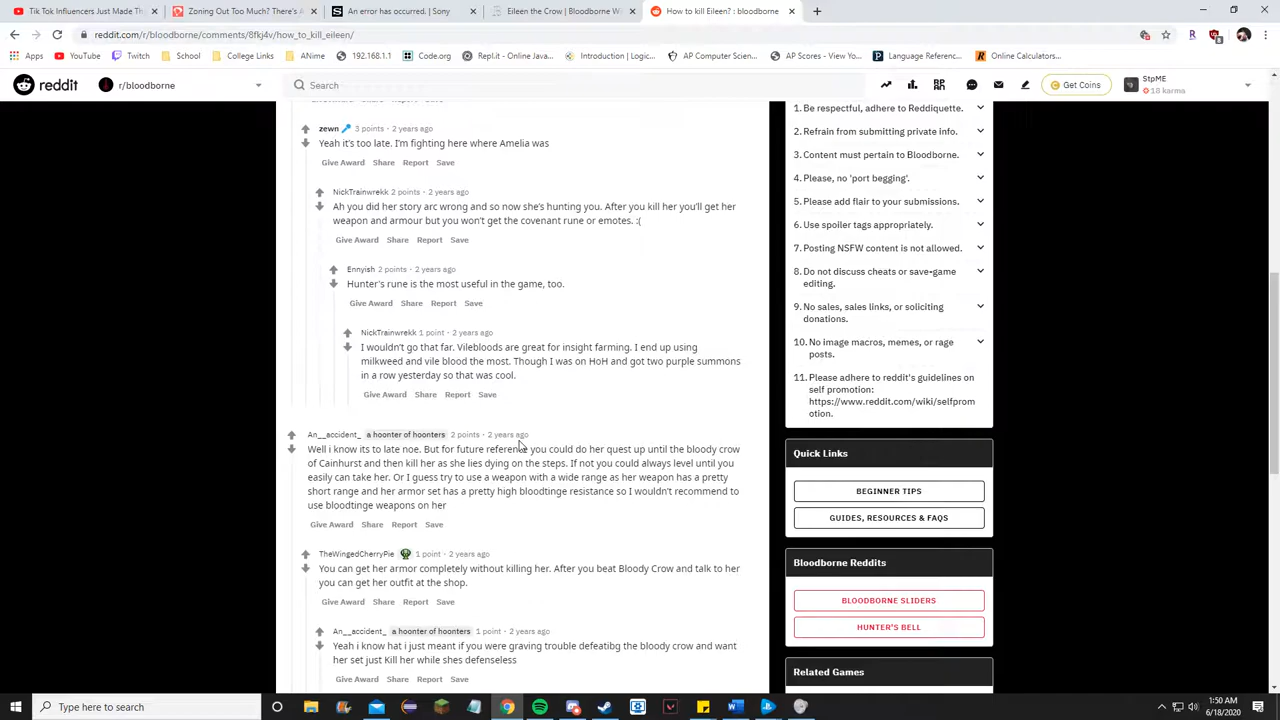 Tik Tok Influencers Just Made Th
Zoning Out Too Much? There's A
Search archived torrents. | Sony
Eileen the Crow | Bloodborne Wi
How to kill Eileen? : bloodborne
reddit.com/r/bloodborne/comments/8fkj4v/how_to_kill_eileen/
Apps
YouTube
Twitch
School
College Links
ANime
192.168.1.1
Code.org
Repl.it - Boolean ex...
Introduction | Logic...
AP Computer Scienc...
AP Scores - View Yo...
Language Referenc...
Online Calculators...
reddit
r/bloodborne
Search
Get Coins
StpME
18 karma
Give Award Share Report Save
zewn 3 points · 2 years ago
Yeah it's too late. I'm fighting here where Amelia was
Give Award Share Report Save
NickTrainwrekk 2 points · 2 years ago
Ah you did her story arc wrong and so now she's hunting you. After you kill her you'll get her
weapon and armour but you won't get the covenant rune or emotes. :(
Give Award Share Report Save
Ennyish 2 points · 2 years ago
Hunter's rune is the most useful in the game, too.
Give Award Share Report Save
NickTrainwrekk 1 point · 2 years ago
I wouldn't go that far. Vilebloods are great for insight farming. I end up using
milkweed and vile blood the most. Though I was on HoH and got two purple summons
in a row yesterday so that was cool.
Give Award Share Report Save
An__accident_ a hoonter of hoonters 2 points · 2 years ago
Well i know its to late noe. But for future reference you could do her quest up until the bloody crow
of Cainhurst and then kill her as she lies dying on the steps. If not you could always level until you
easily can take her. Or I guess try to use a weapon with a wide range as her weapon has a pretty
short range and her armor set has a pretty high bloodtinge resistance so I wouldn't recommend to
use bloodtinge weapons on her
Give Award Share Report Save
TheWingedCherryPie 1 point · 2 years ago
You can get her armor completely without killing her. After you beat Bloody Crow and talk to her
you can get her outfit at the shop.
Give Award Share Report Save
An__accident_ a hoonter of hoonters 1 point · 2 years ago
Yeah i know hat i just meant if you were graving trouble defeatibg the bloody crow and want
her set just Kill her while shes defenseless
Give Award Share Report Save
1. Be respectful, adhere to Reddiquette.
2. Refrain from submitting private info.
3. Content must pertain to Bloodborne.
4. Please, no 'port begging'.
5. Please add flair to your submissions.
6. Use spoiler tags appropriately.
7. Posting NSFW content is not allowed.
8. Do not discuss cheats or save-game
editing.
9. No sales, sales links, or soliciting
donations.
10. No image macros, memes, or rage
posts.
11. Please adhere to reddit's guidelines on
self promotion:
https://www.reddit.com/wiki/selfprom
otion.
Quick Links
BEGINNER TIPS
GUIDES, RESOURCES & FAQS
Bloodborne Reddits
BLOODBORNE SLIDERS
HUNTER'S BELL
Related Games
Type here to search
1:50 AM
6/18/2020